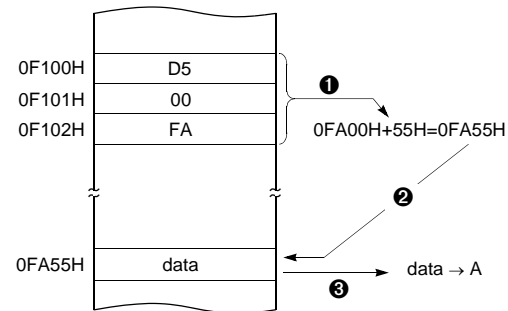 0F100H D5
0F101H 00
0F102H FA
❶
0FA00H+55H=0FA55H
❷
0FA55H data
❸
data → A